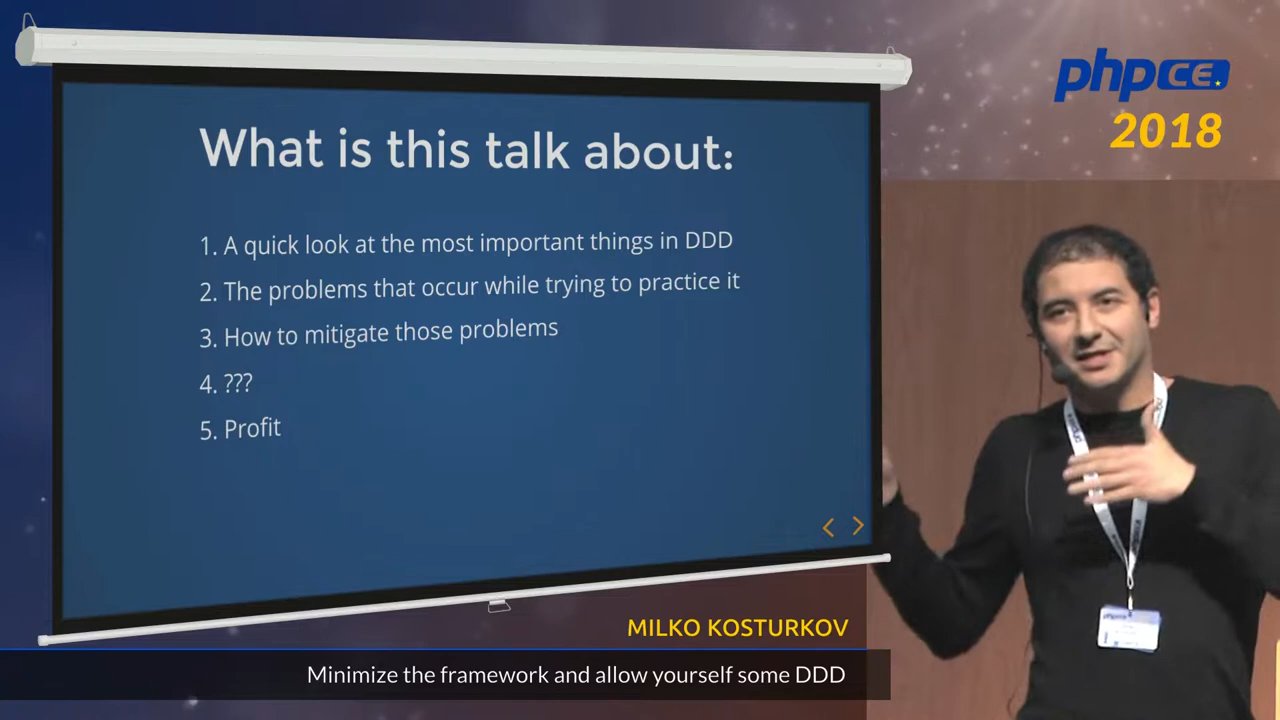 phpce.
2018
What is this talk about:
1. A quick look at the most important things in DDD
2. The problems that occur while trying to practice it
3. How to mitigate those problems
4. ???
5. Profit
< >
MILKO KOSTURKOV
Minimize the framework and allow yourself some DDD